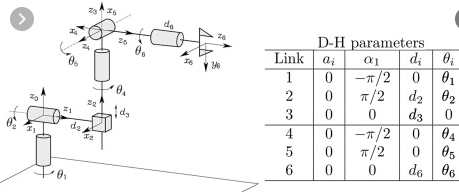 z₃ x₅
x₄
z₄
θ₅
z₅
θ₆
d₆
z₆
x₆
y₆
θ₄
z₀
z₁
θ₂
x₁
d₂
z₂
x₂
d₃
θ₁
D-H parameters
Link aᵢ α₁ dᵢ θᵢ
1 0 −π/2 0 θ₁
2 0 π/2 d₂ θ₂
3 0 0 d₃ 0
4 0 −π/2 0 θ₄
5 0 π/2 0 θ₅
6 0 0 d₆ θ₆